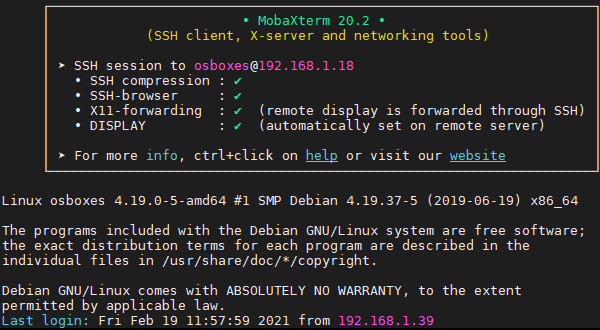 • MobaXterm 20.2 •
(SSH client, X-server and networking tools)
➤ SSH session to osboxes@192.168.1.18
• SSH compression : ✔
• SSH-browser     : ✔
• X11-forwarding  : ✔  (remote display is forwarded through SSH)
• DISPLAY         : ✔  (automatically set on remote server)
➤ For more info, ctrl+click on help or visit our website
Linux osboxes 4.19.0-5-amd64 #1 SMP Debian 4.19.37-5 (2019-06-19) x86_64
The programs included with the Debian GNU/Linux system are free software;
the exact distribution terms for each program are described in the
individual files in /usr/share/doc/*/copyright.
Debian GNU/Linux comes with ABSOLUTELY NO WARRANTY, to the extent
permitted by applicable law.
Last login: Fri Feb 19 11:57:59 2021 from 192.168.1.39